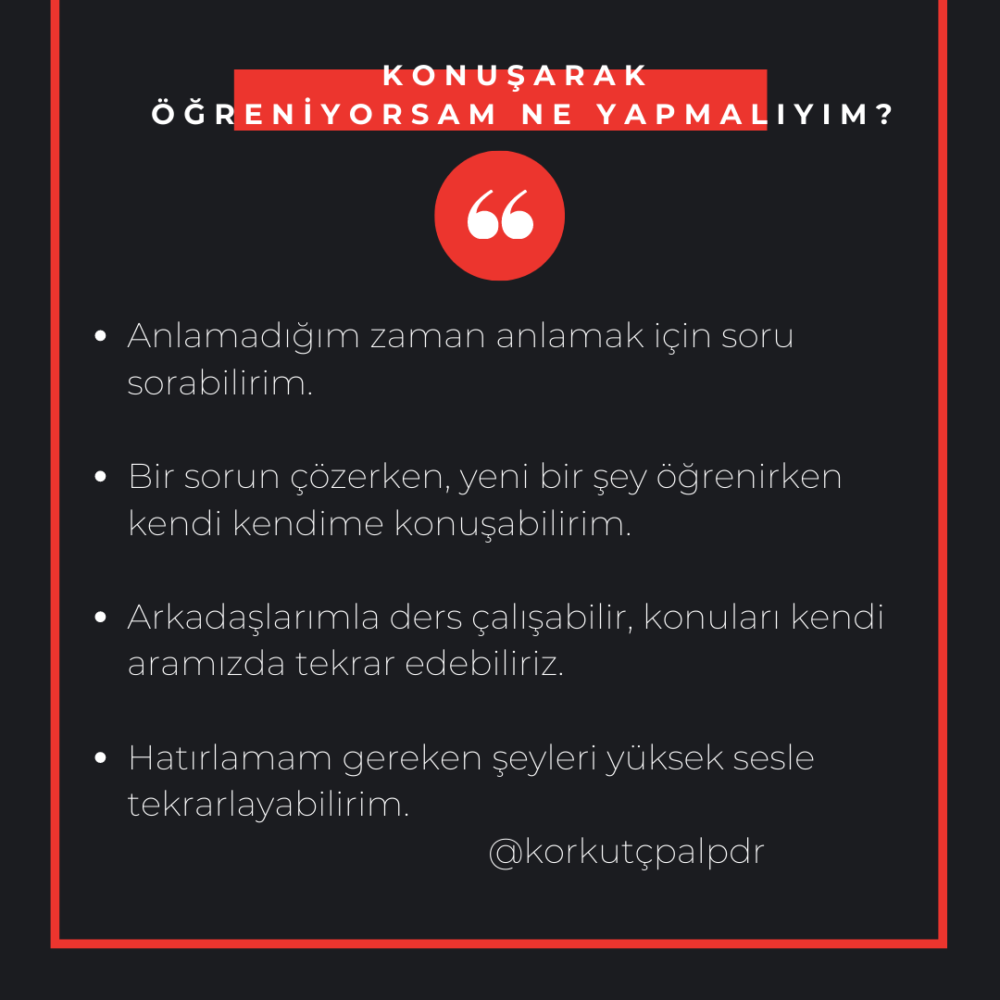 KONUŞARAK
ÖĞRENİYORSAM NE YAPMALIYIM?
• Anlamadığım zaman anlamak için soru
sorabilirim.
• Bir sorun çözerken, yeni bir şey öğrenirken
kendi kendime konuşabilirim.
• Arkadaşlarımla ders çalışabilir, konuları kendi
aramızda tekrar edebiliriz.
• Hatırlamam gereken şeyleri yüksek sesle
tekrarlayabilirim.
@korkutçpalpdr